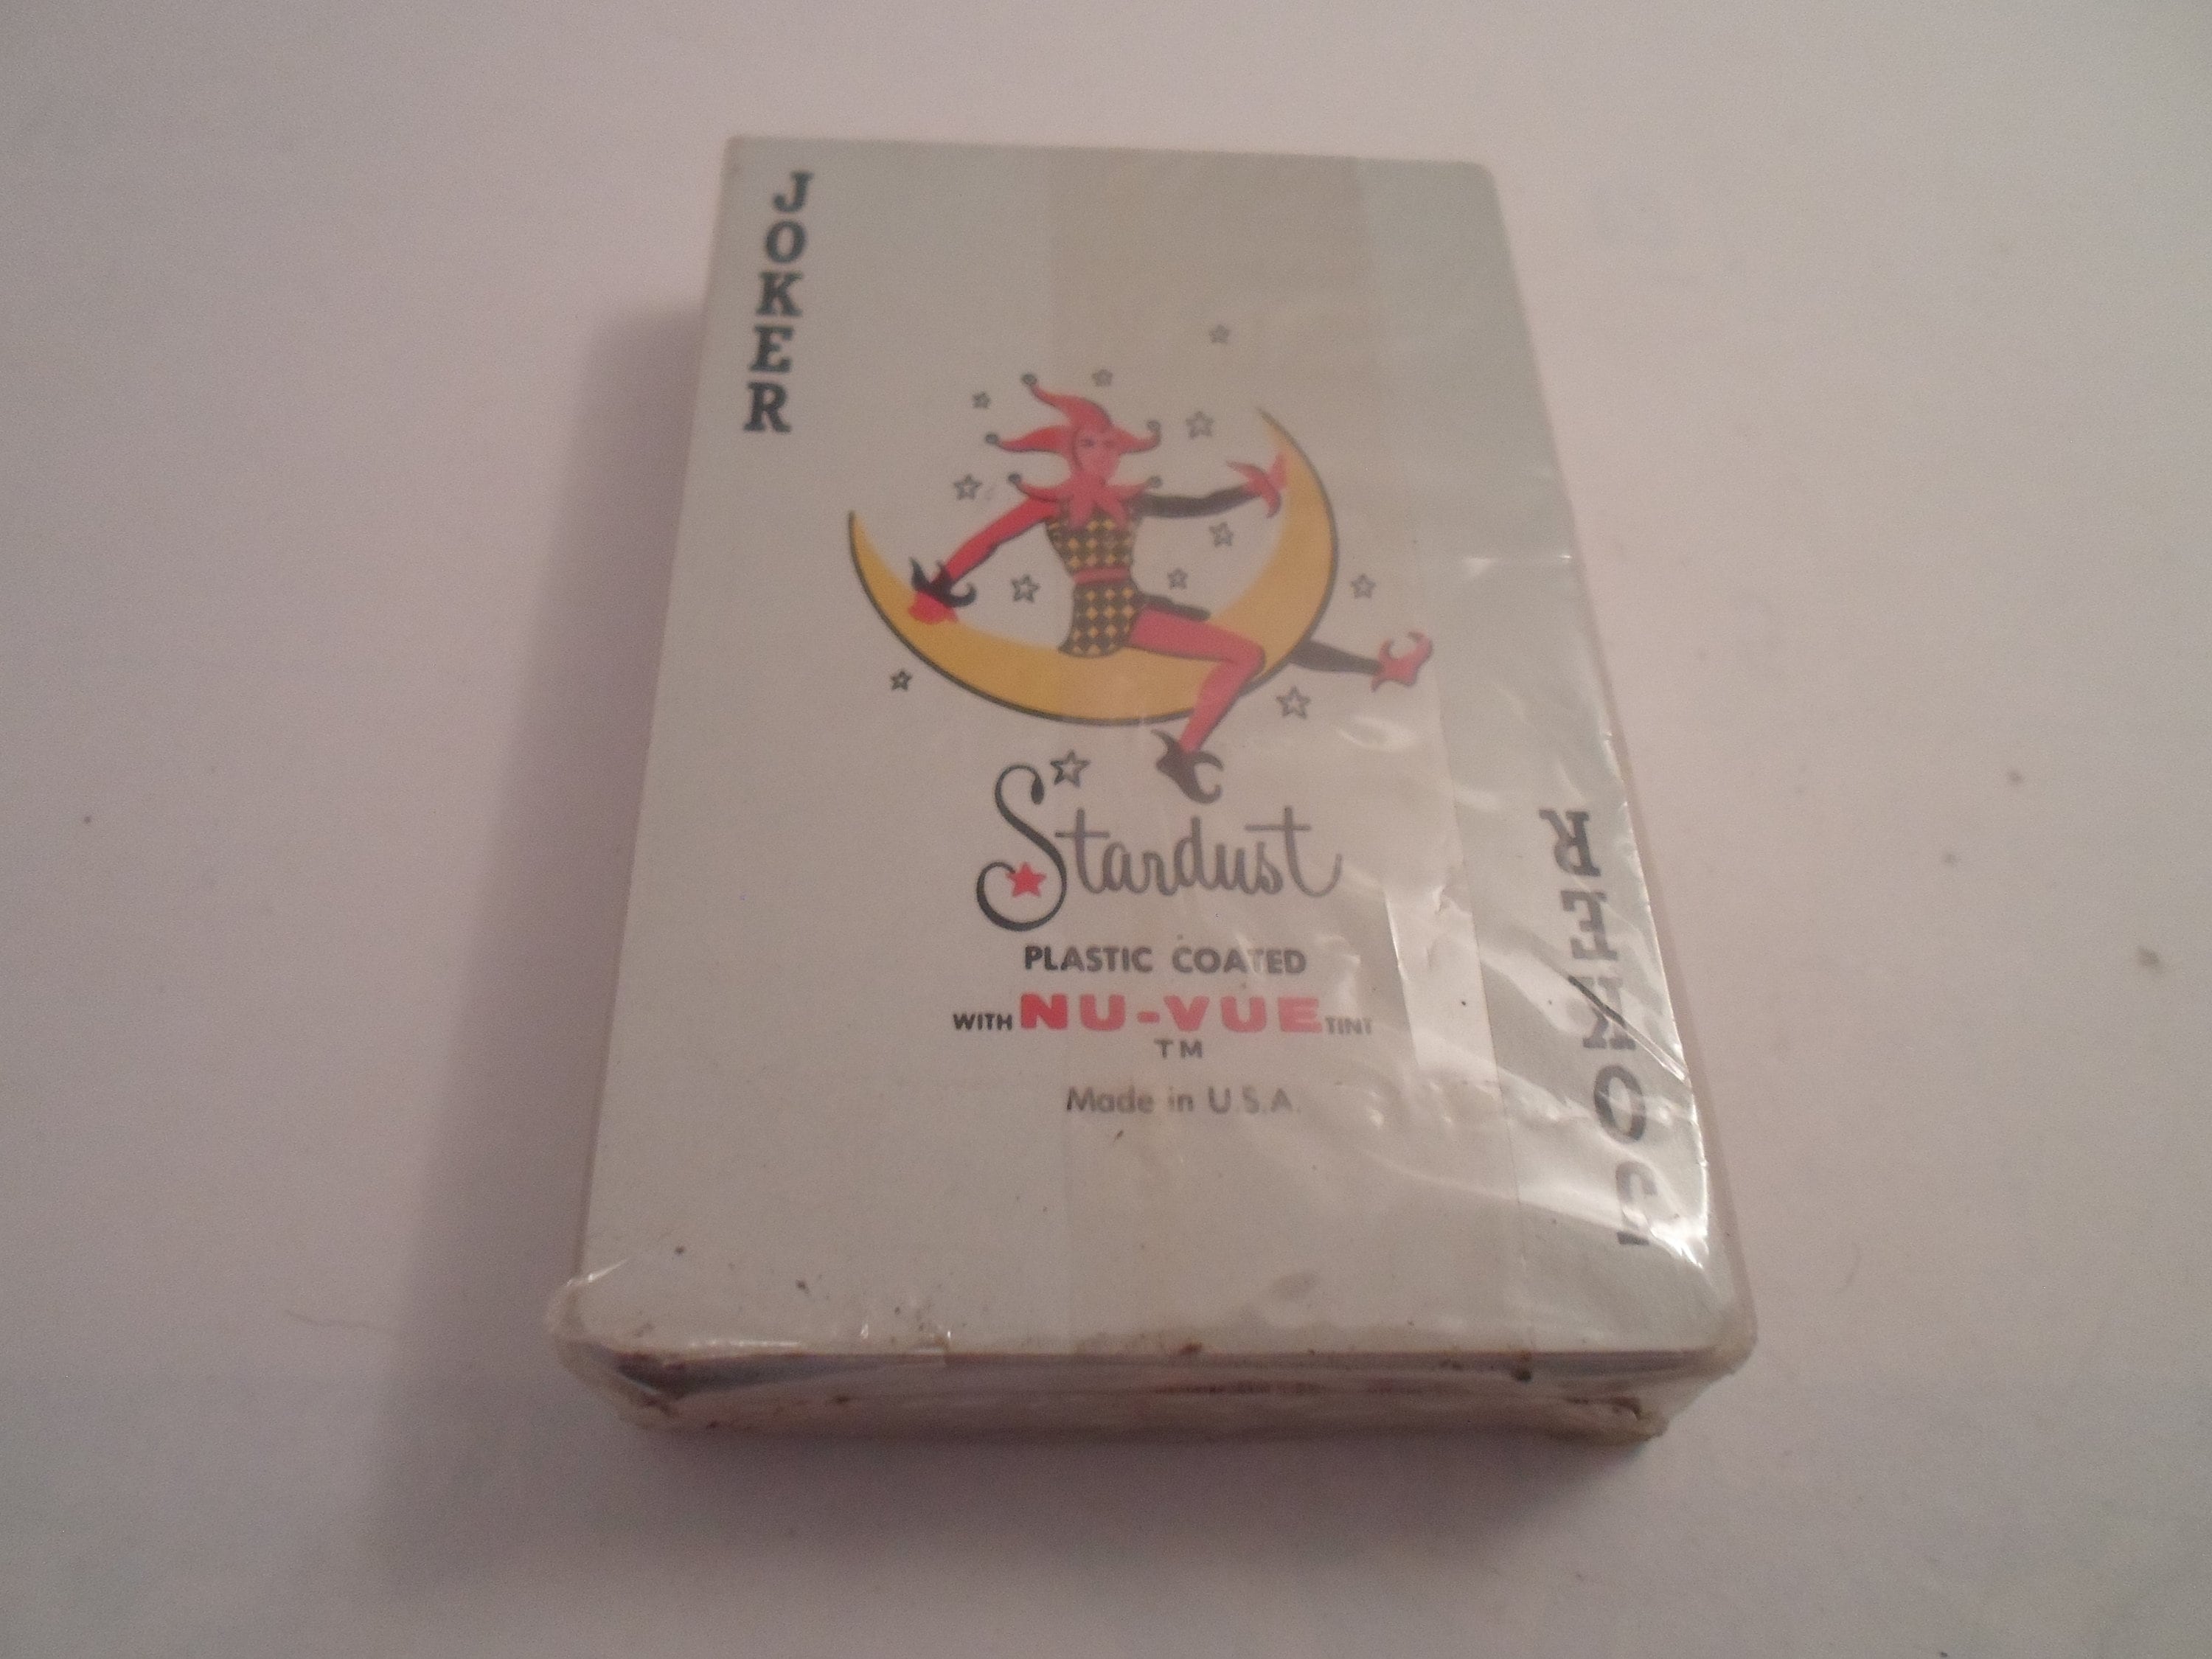 JOKER
Stardust
PLASTIC COATED
WITH NU-VUE TINT
TM
Made in U.S.A.
JOKER